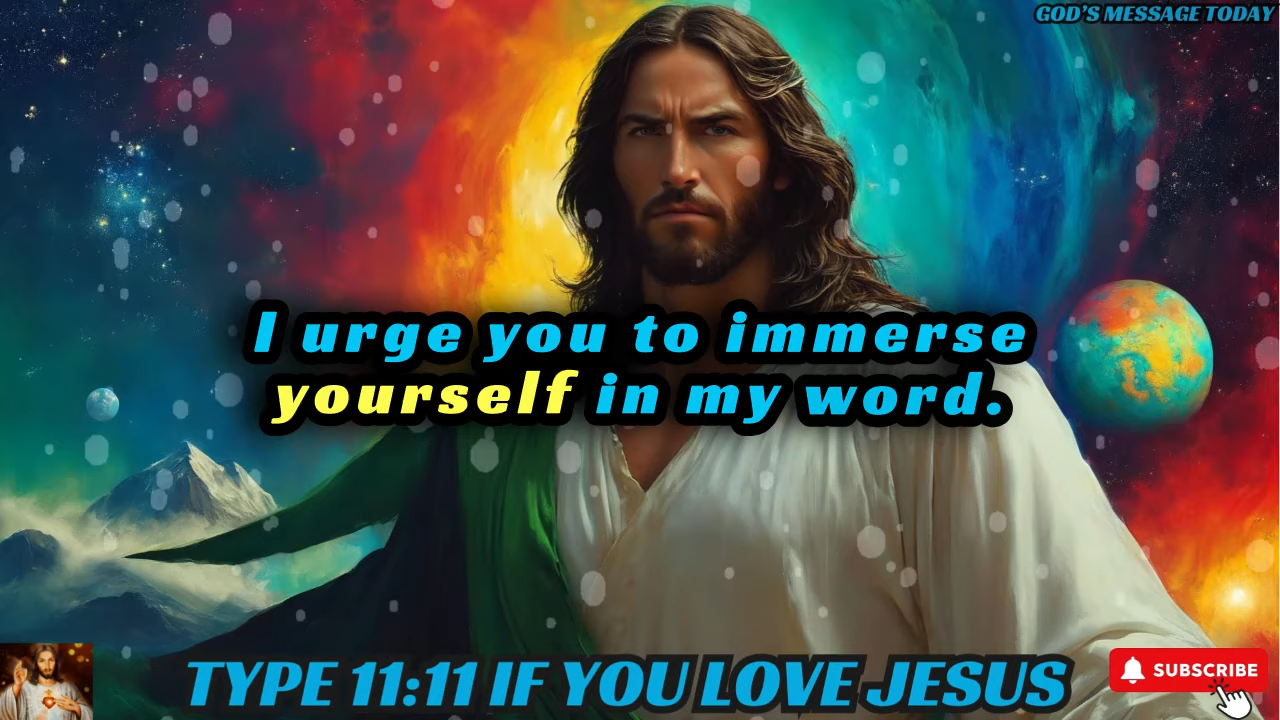 GOD'S MESSAGE TODAY
I urge you to immerse
yourself in my word.
TYPE 11:11 IF YOU LOVE JESUS
SUBSCRIBE